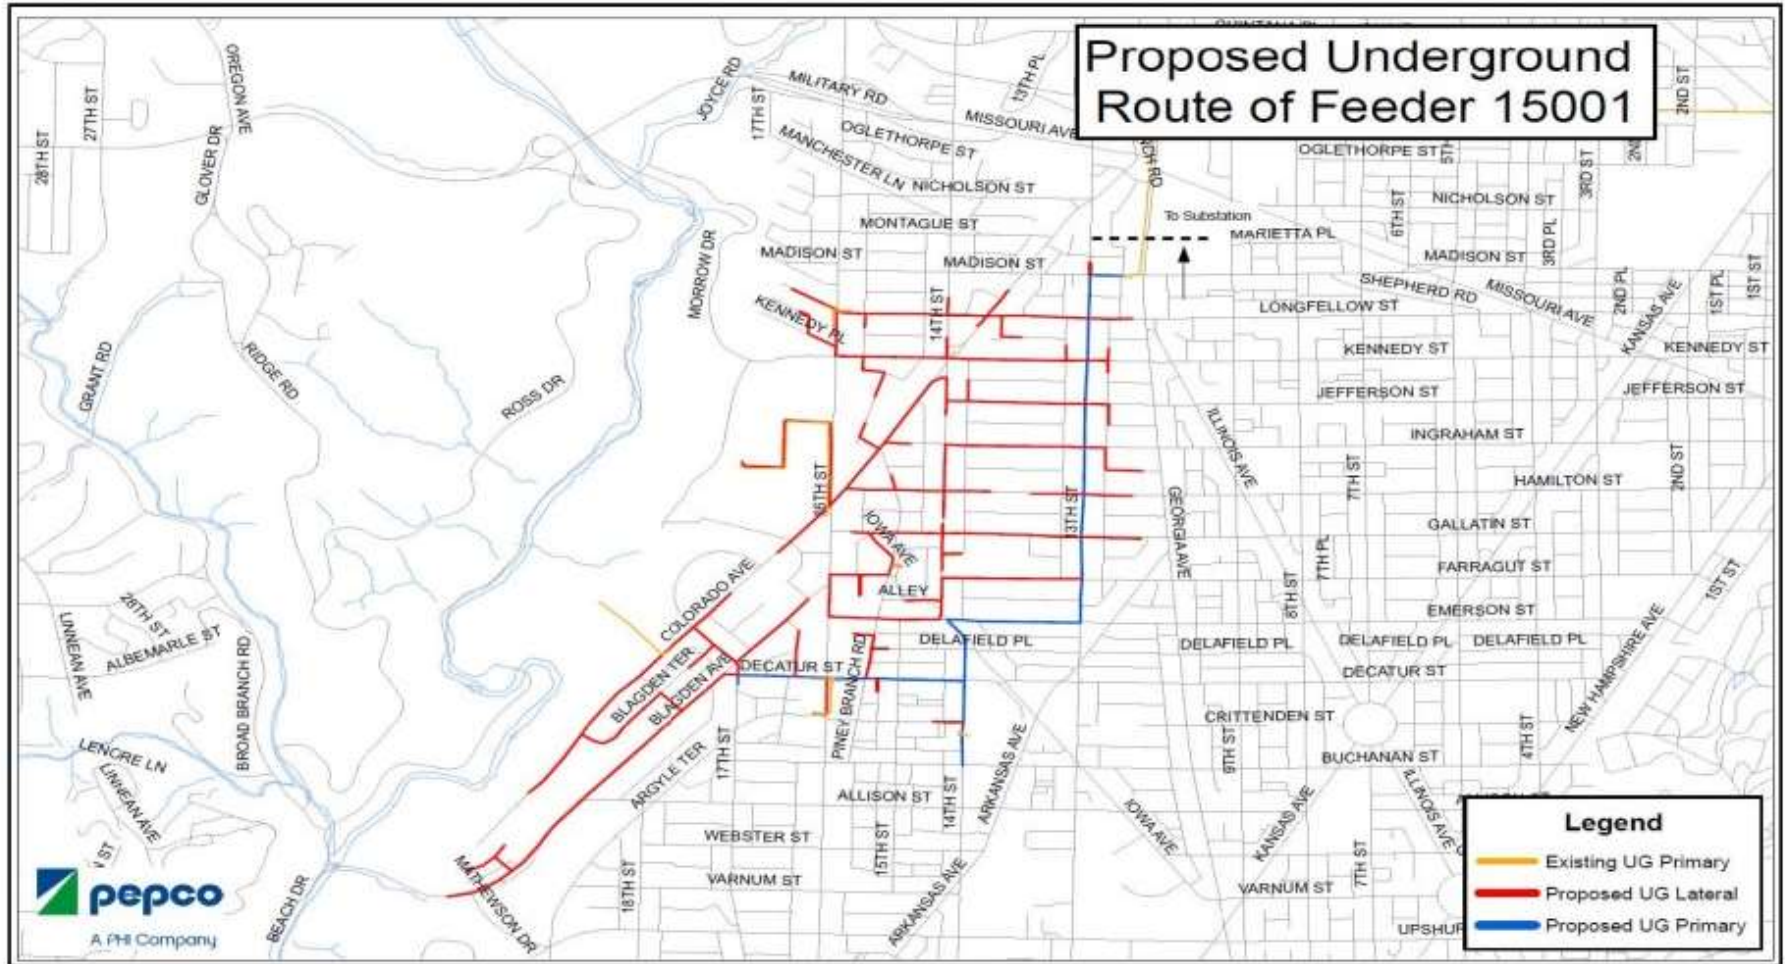 Proposed Underground
Route of Feeder 15001
OREGON AVE
27TH ST
28TH ST
GLOVER DR
JOYCE RD
17TH ST
MILITARY RD
13TH PL
MISSOURI AVE
OGLETHORPE ST
MANCHESTER LN
NICHOLSON ST
MONTAGUE ST
MADISON ST
MADISON ST
MORROW DR
To Substation
MARIETTA PL
OGLETHORPE ST
NICHOLSON ST
6TH ST
3RD ST
2ND ST
3RD PL
MADISON ST
SHEPHERD RD
MISSOURI AVE
2ND PL
KANSAS AVE
1ST PL
1ST ST
LONGFELLOW ST
KENNEDY PL
14TH ST
KENNEDY ST
KENNEDY ST
JEFFERSON ST
JEFFERSON ST
GRANT RD
RIDGE RD
ROSS DR
ILLINOIS AVE
INGRAHAM ST
HAMILTON ST
2ND ST
7TH ST
16TH ST
13TH ST
GEORGIA AVE
IOWA AVE
GALLATIN ST
7TH PL
FARRAGUT ST
8TH ST
EMERSON ST
1ST ST
NEW HAMPSHIRE AVE
ALLEY
COLORADO AVE
DELAFIELD PL
DELAFIELD PL
DELAFIELD PL
DELAFIELD PL
DECATUR ST
DECATUR ST
28TH ST
ALBEMARLE ST
LINNEAN AVE
BROAD BRANCH RD
BLAGDEN TER
BLAGDEN AVE
PINEY BRANCH RD
CRITTENDEN ST
BUCHANAN ST
9TH ST
4TH ST
LENORE LN
LINNEAN AVE
17TH ST
ARGYLE TER
ALLISON ST
14TH ST
ARKANSAS AVE
IOWA AVE
KANSAS AVE
ILLINOIS AVE
WEBSTER ST
15TH ST
VARNUM ST
18TH ST
MATHEWSON DR
BEACH DR
ARKANSAS AVE
VARNUM ST
7TH ST
Legend
Existing UG Primary
Proposed UG Lateral
Proposed UG Primary
pepco
A PHI Company